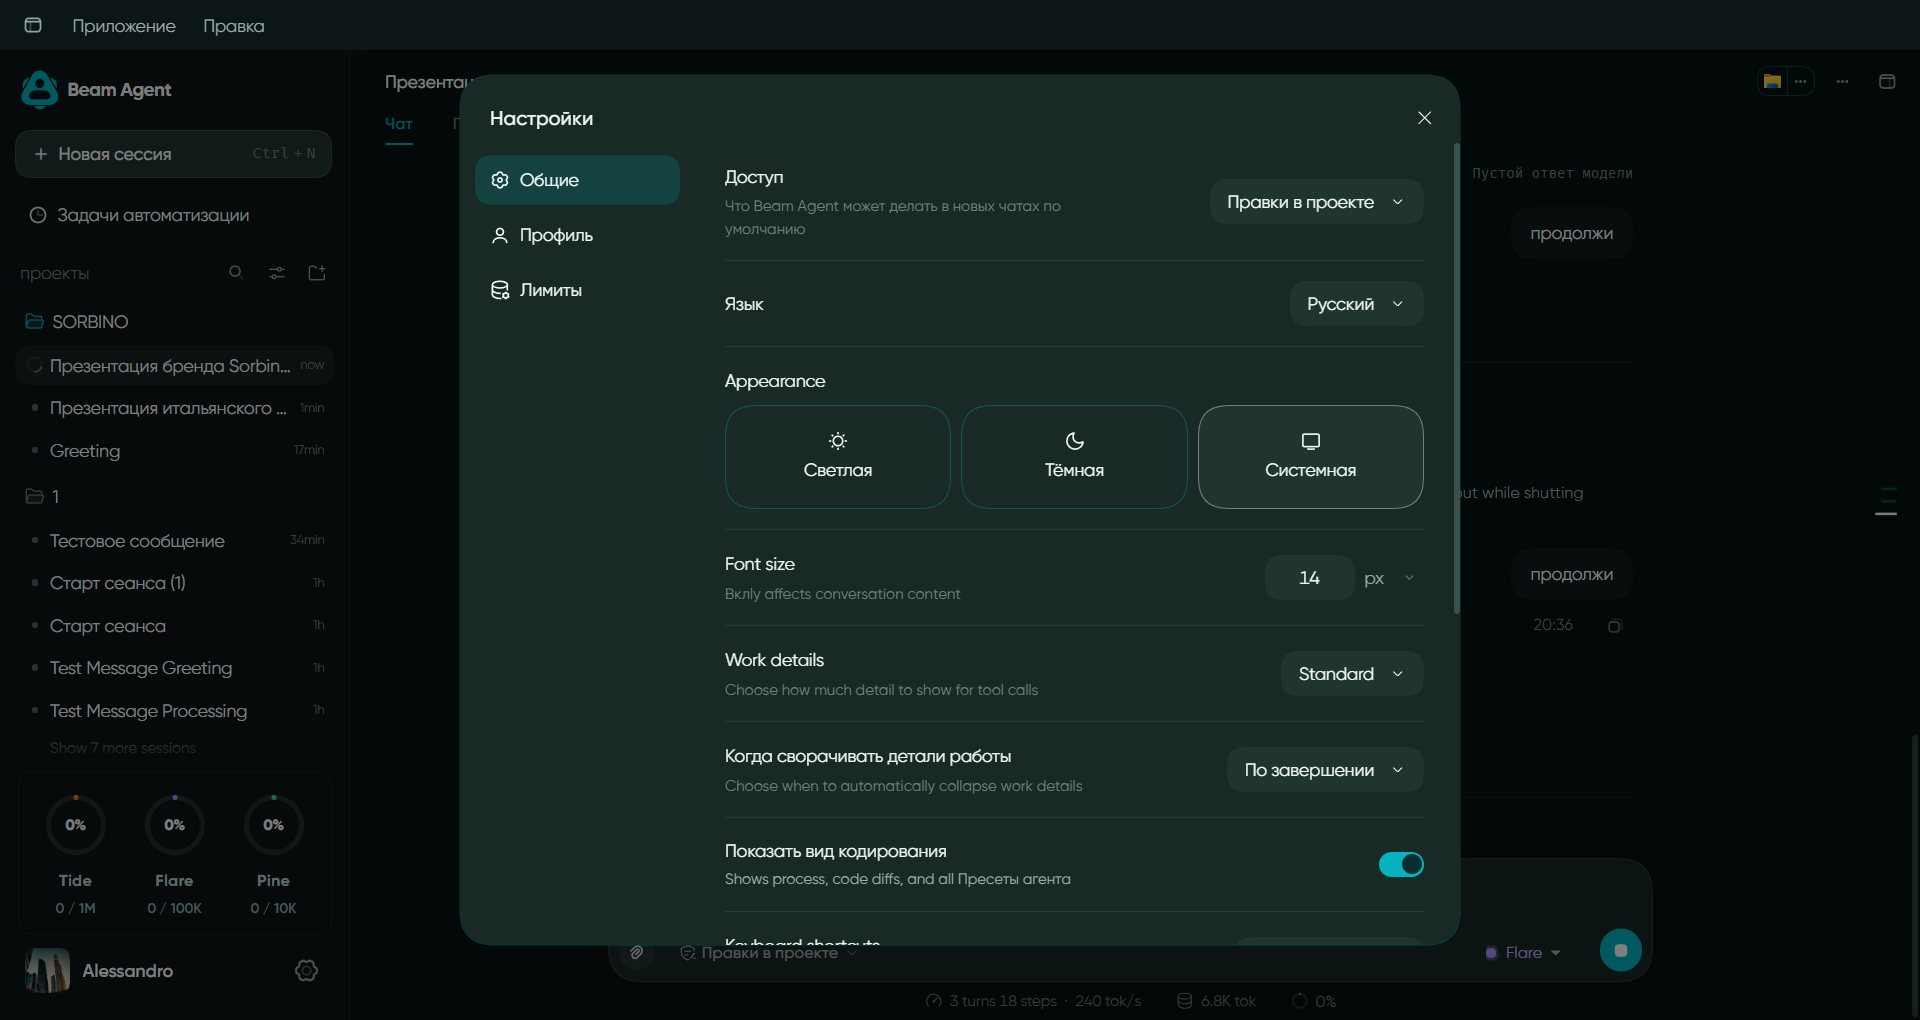 Приложение Правка
Beam Agent
Новая сессия Ctrl + N
Задачи автоматизации
проекты
SORBINO
Презентация бренда Sorbin... now
Презентация итальянского ... 1min
Greeting 17min
1
Тестовое сообщение 34min
Старт сеанса (1) 1h
Старт сеанса 1h
Test Message Greeting 1h
Test Message Processing 1h
Show 7 more sessions
0% 0% 0%
Tide Flare Pine
0 / 1M 0 / 100K 0 / 10K
Alessandro
Чат
Настройки
Общие
Профиль
Лимиты
Доступ
Что Beam Agent может делать в новых чатах по
умолчанию
Правки в проекте
Язык
Русский
Appearance
Светлая
Тёмная
Системная
Font size
Вклly affects conversation content
14 px
Work details
Choose how much detail to show for tool calls
Standard
Когда сворачивать детали работы
Choose when to automatically collapse work details
По завершении
Показать вид кодирования
Shows process, code diffs, and all Пресеты агента
Keyboard shortcuts
Пустой ответ модели
продолжи
out while shutting
продолжи
20:36
Правки в проекте
Flare
3 turns 18 steps · 240 tok/s 6.8K tok 0%